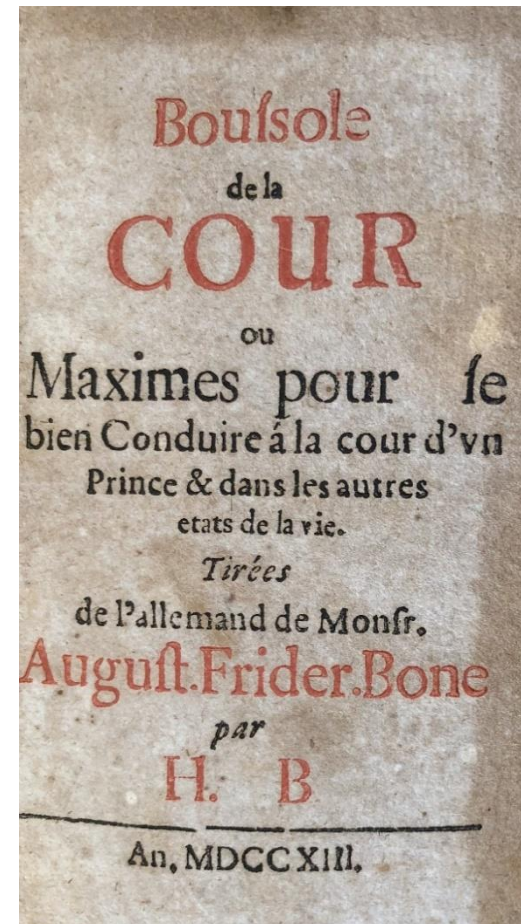 Bouſsole
de la
COUR
ou
Maximes pour ſe
bien Conduire á la cour d'vn
Prince & dans les autres
etats de la vie.
Tirées
de l'allemand de Monſr.
Auguſt.Frider.Bone
par
H. B
An, MDCCXIII,